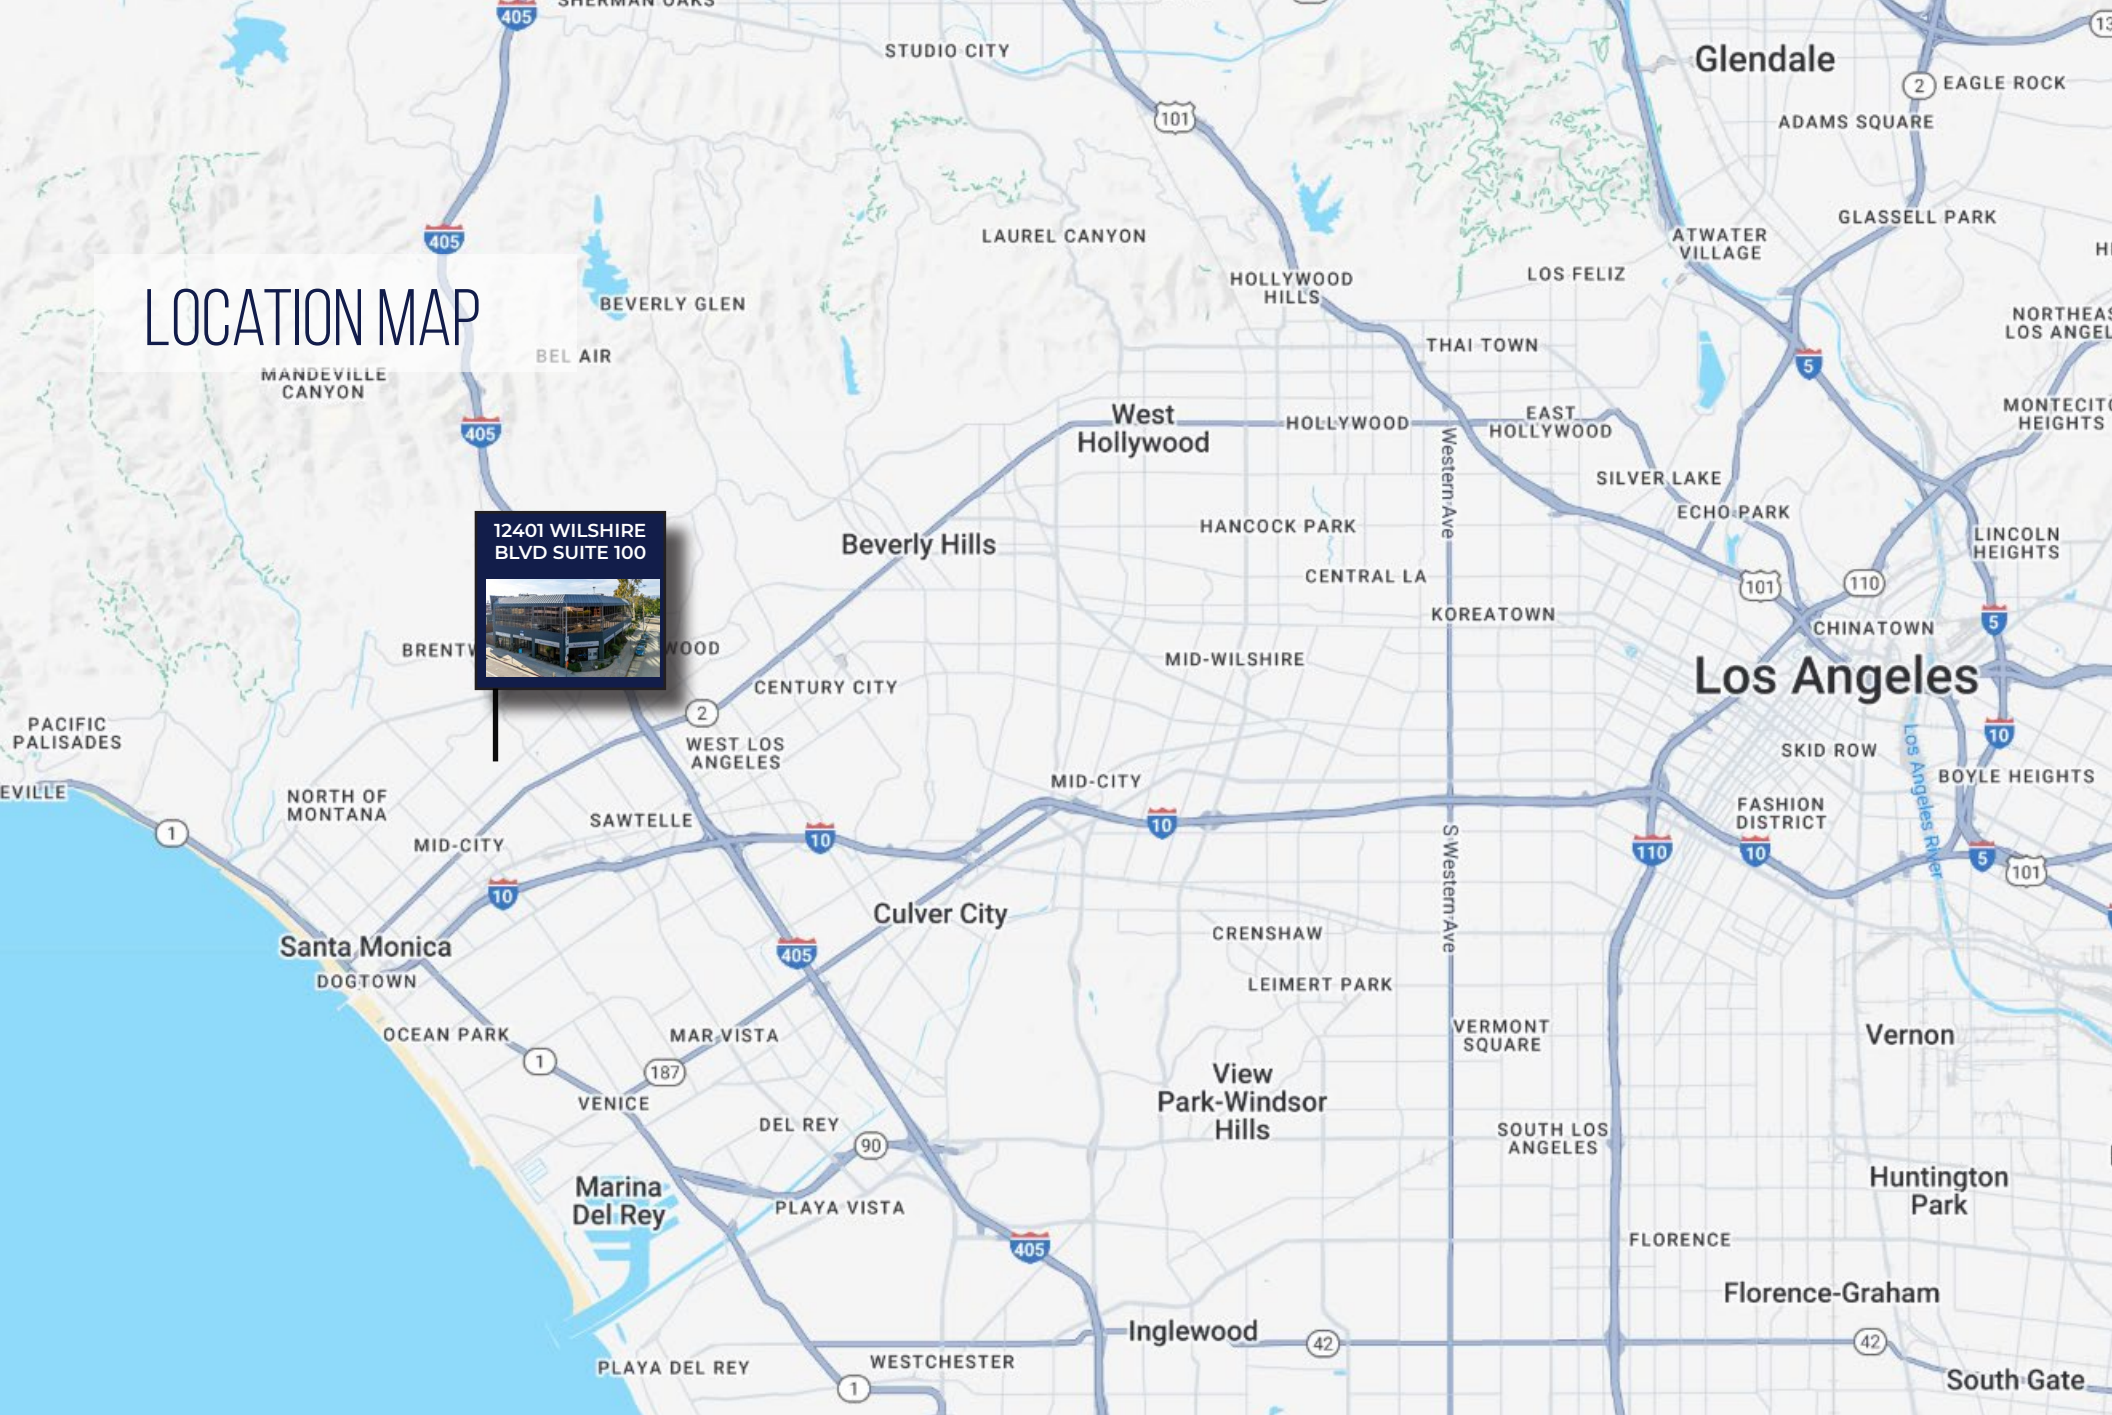 405
SHERMAN OAKS
STUDIO CITY
Glendale
2
EAGLE ROCK
101
ADAMS SQUARE
GLASSELL PARK
405
LAUREL CANYON
ATWATER
VILLAGE
HOLLYWOOD
HILLS
LOS FELIZ
LOCATION MAP
BEVERLY GLEN
BEL AIR
THAI TOWN
5
MANDEVILLE
CANYON
405
West
Hollywood
HOLLYWOOD
EAST
HOLLYWOOD
HEIGHTS
Western Ave
SILVER LAKE
ECHO PARK
12401 WILSHIRE
BLVD SUITE 100
Beverly Hills
HANCOCK PARK
LINCOLN
HEIGHTS
CENTRAL LA
101
110
KOREATOWN
5
CHINATOWN
MID-WILSHIRE
Los Angeles
CENTURY CITY
2
PACIFIC
PALISADES
WEST LOS
ANGELES
10
SKID ROW
Los Angeles River
MID-CITY
BOYLE HEIGHTS
NORTH OF
MONTANA
1
SAWTELLE
10
10
FASHION
DISTRICT
MID-CITY
110
10
5
101
10
S Western Ave
Culver City
CRENSHAW
Santa Monica
405
DOGTOWN
LEIMERT PARK
OCEAN PARK
MAR VISTA
VERMONT
SQUARE
Vernon
1
187
View
Park-Windsor
Hills
VENICE
DEL REY
90
SOUTH LOS
ANGELES
Marina
Del Rey
PLAYA VISTA
Huntington
Park
405
FLORENCE
Florence-Graham
Inglewood
42
42
PLAYA DEL REY
WESTCHESTER
1
South Gate